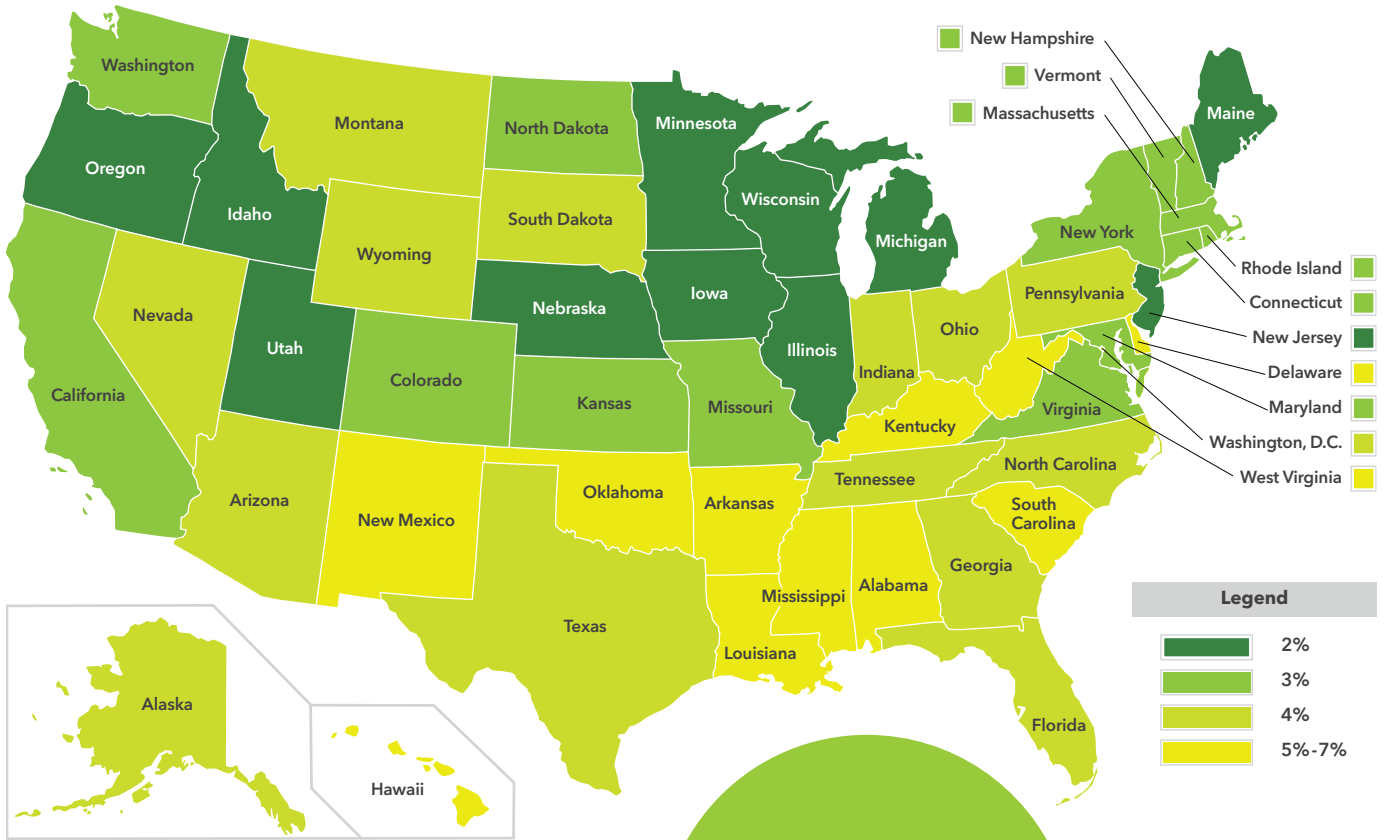 New Hampshire
Vermont
Massachusetts
Washington
Montana
North Dakota
Minnesota
Maine
Oregon
Idaho
Wisconsin
South Dakota
Michigan
New York
Wyoming
Rhode Island
Connecticut
New Jersey
Delaware
Maryland
Washington, D.C.
West Virginia
Nevada
Utah
Nebraska
Iowa
Illinois
Indiana
Ohio
Pennsylvania
California
Colorado
Kansas
Missouri
Kentucky
Virginia
Arizona
New Mexico
Oklahoma
Arkansas
Tennessee
North Carolina
South
Carolina
Texas
Louisiana
Mississippi
Alabama
Georgia
Florida
Alaska
Hawaii
Legend
2%
3%
4%
5%-7%